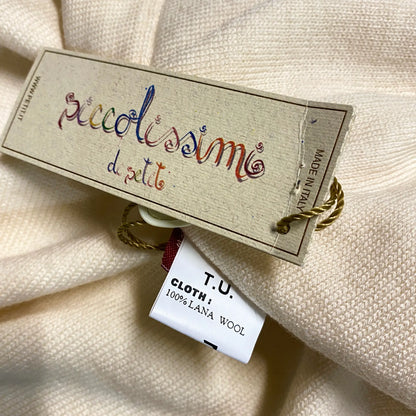 WWW.PETIT.IT
piccolissimi
di petit
MADE IN ITALY
T.U.
CLOTH:
100% LANA WOOL